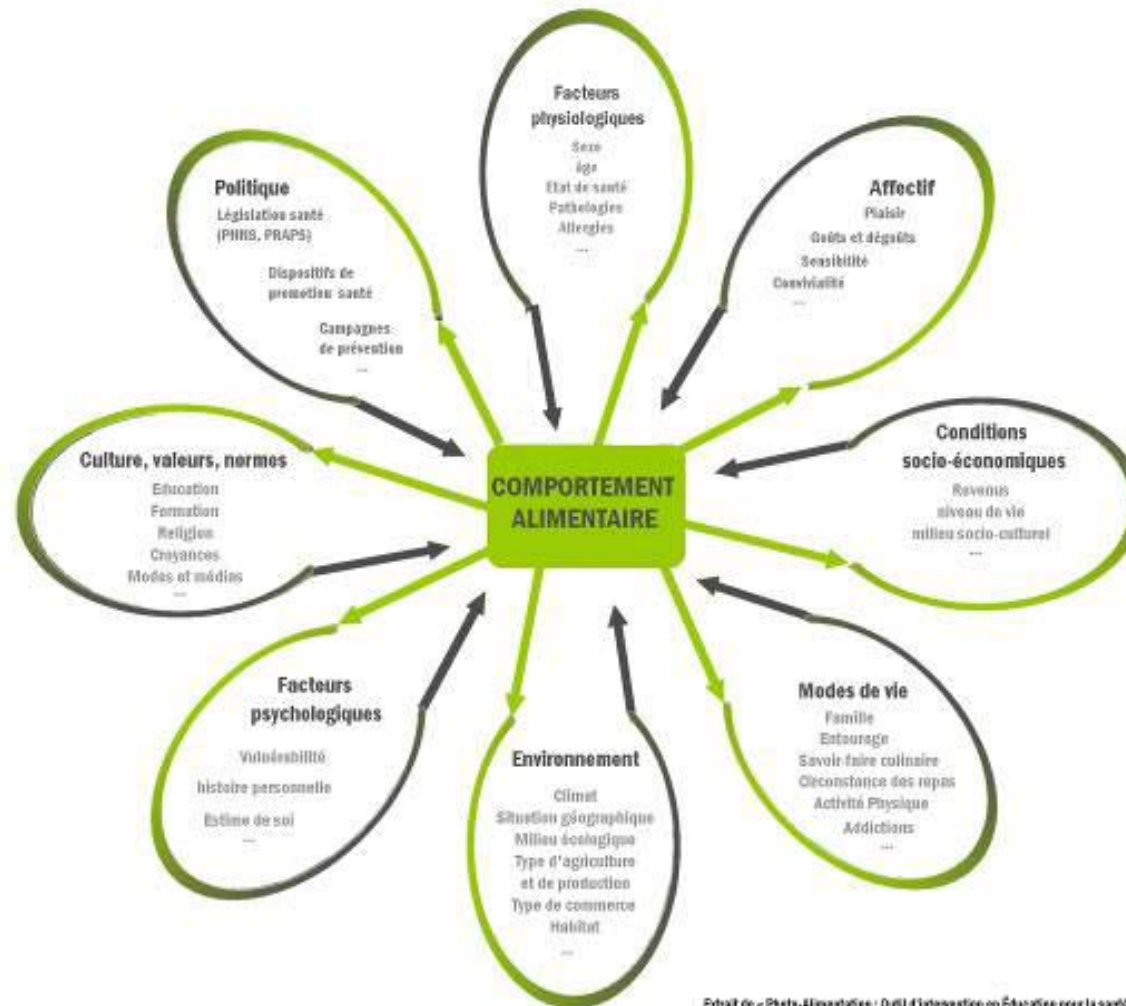 Facteurs
physiologiques
Sexe
âge
Etat de santé
Pathologies
Allergies
...
Affectif
Plaisir
Goûts et dégoûts
Sensibilité
Convivialité
...
Conditions
socio-économiques
Revenus
niveau de vie
milieu socio-culturel
...
Modes de vie
Famille
Entourage
Savoir-faire culinaire
Circonstance des repas
Activité Physique
Addictions
...
Environnement
Climat
Situation géographique
Milieu écologique
Type d'agriculture
et de production
Type de commerce
Habitat
...
Facteurs
psychologiques
Vulnérabilité
histoire personnelle
Estime de soi
...
Culture, valeurs, normes
Education
Formation
Religion
Croyances
Modes et médias
...
Politique
Législation santé
(PNNS, PRAPS)
Dispositifs de
promotion santé
Campagnes
de prévention
...
COMPORTEMENT
ALIMENTAIRE
Extrait de « Photo-Alimentation : Outil d'intervention en Éducation pour la santé